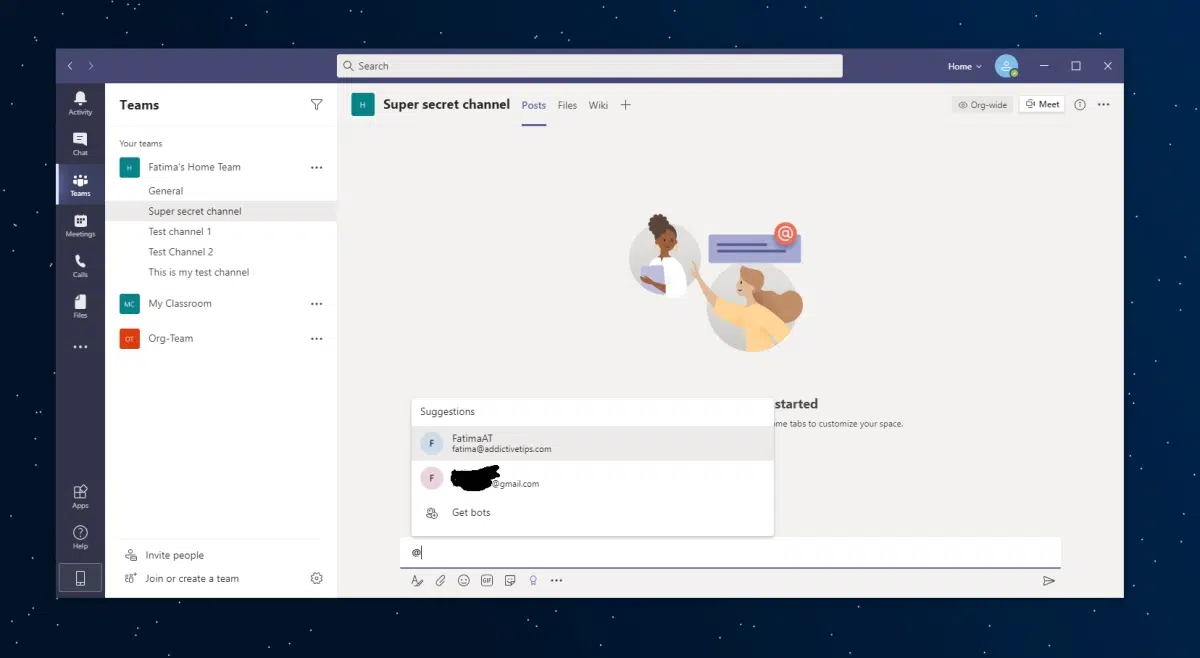 Search
Home
Activity
Chat
Teams
Meetings
Calls
Files
Apps
Help
Teams
Your teams
H
Fatima's Home Team
General
Super secret channel
Test channel 1
Test Channel 2
This is my test channel
MC
My Classroom
OT
Org-Team
Invite people
Join or create a team
H
Super secret channel
Posts
Files
Wiki
Org-wide
Meet
@
started
ome tabs to customize your space.
Suggestions
F
FatimaAT
fatima@addictivetips.com
F
@gmail.com
Get bots
@
GIF